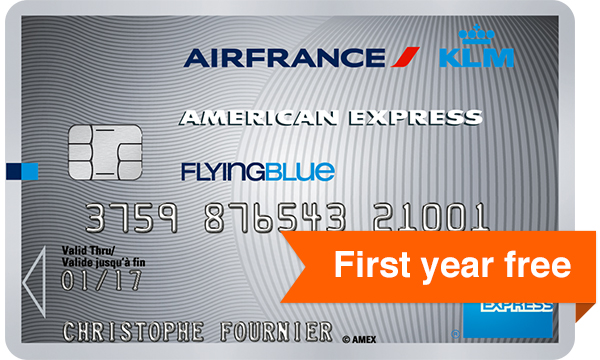 AIRFRANCE KLM
AMERICAN EXPRESS
FLYINGBLUE
3759 876543 21001
Valid Thru/
Valide jusqu'à fin
01/17
First year free
EXPRESS
CHRISTOPHE FOURNIER © AMEX ®